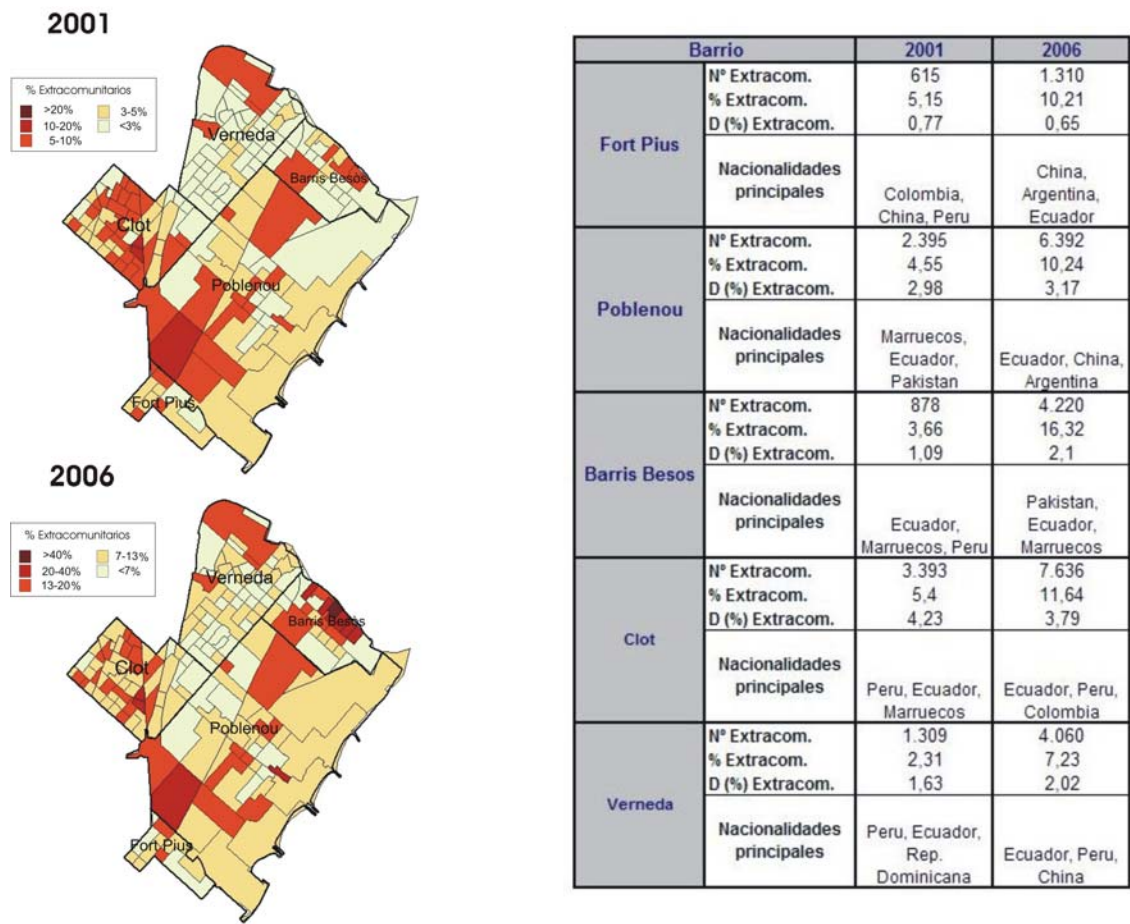 2001
% Extracomunitarios
>20%
10-20%
5-10%
3-5%
<3%
Verneda
Barris Besòs
Clot
Poblenou
Fort Pius
2006
% Extracomunitarios
>40%
20-40%
13-20%
7-13%
<7%
Verneda
Barris Besòs
Clot
Poblenou
Fort Pius
Barrio 2001 2006
Fort Pius
Nº Extracom. 615 1.310
% Extracom. 5,15 10,21
D (%) Extracom. 0,77 0,65
Nacionalidades
principales
Colombia,
China, Peru
China,
Argentina,
Ecuador
Poblenou
Nº Extracom. 2.395 6.392
% Extracom. 4,55 10,24
D (%) Extracom. 2,98 3,17
Nacionalidades
principales
Marruecos,
Ecuador,
Pakistan
Ecuador, China,
Argentina
Barris Besos
Nº Extracom. 878 4.220
% Extracom. 3,66 16,32
D (%) Extracom. 1,09 2,1
Nacionalidades
principales
Ecuador,
Marruecos, Peru
Pakistan,
Ecuador,
Marruecos
Clot
Nº Extracom. 3.393 7.636
% Extracom. 5,4 11,64
D (%) Extracom. 4,23 3,79
Nacionalidades
principales
Peru, Ecuador,
Marruecos
Ecuador, Peru,
Colombia
Verneda
Nº Extracom. 1.309 4.060
% Extracom. 2,31 7,23
D (%) Extracom. 1,63 2,02
Nacionalidades
principales
Peru, Ecuador,
Rep.
Dominicana
Ecuador, Peru,
China